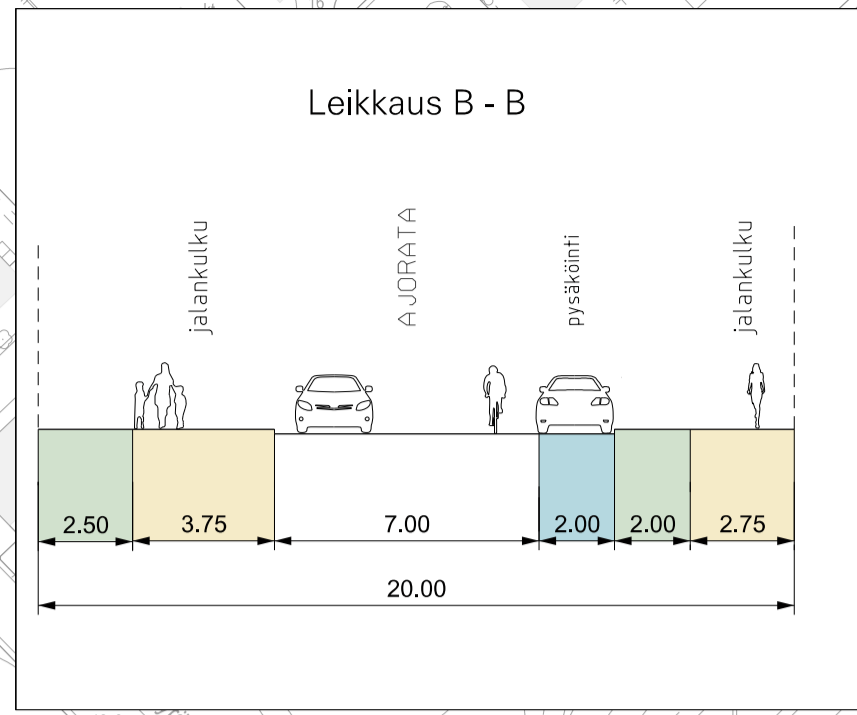 Leikkaus B - B
jalankulku
AJORATA
pysäköinti
jalankulku
2.50
3.75
7.00
2.00
2.00
2.75
20.00